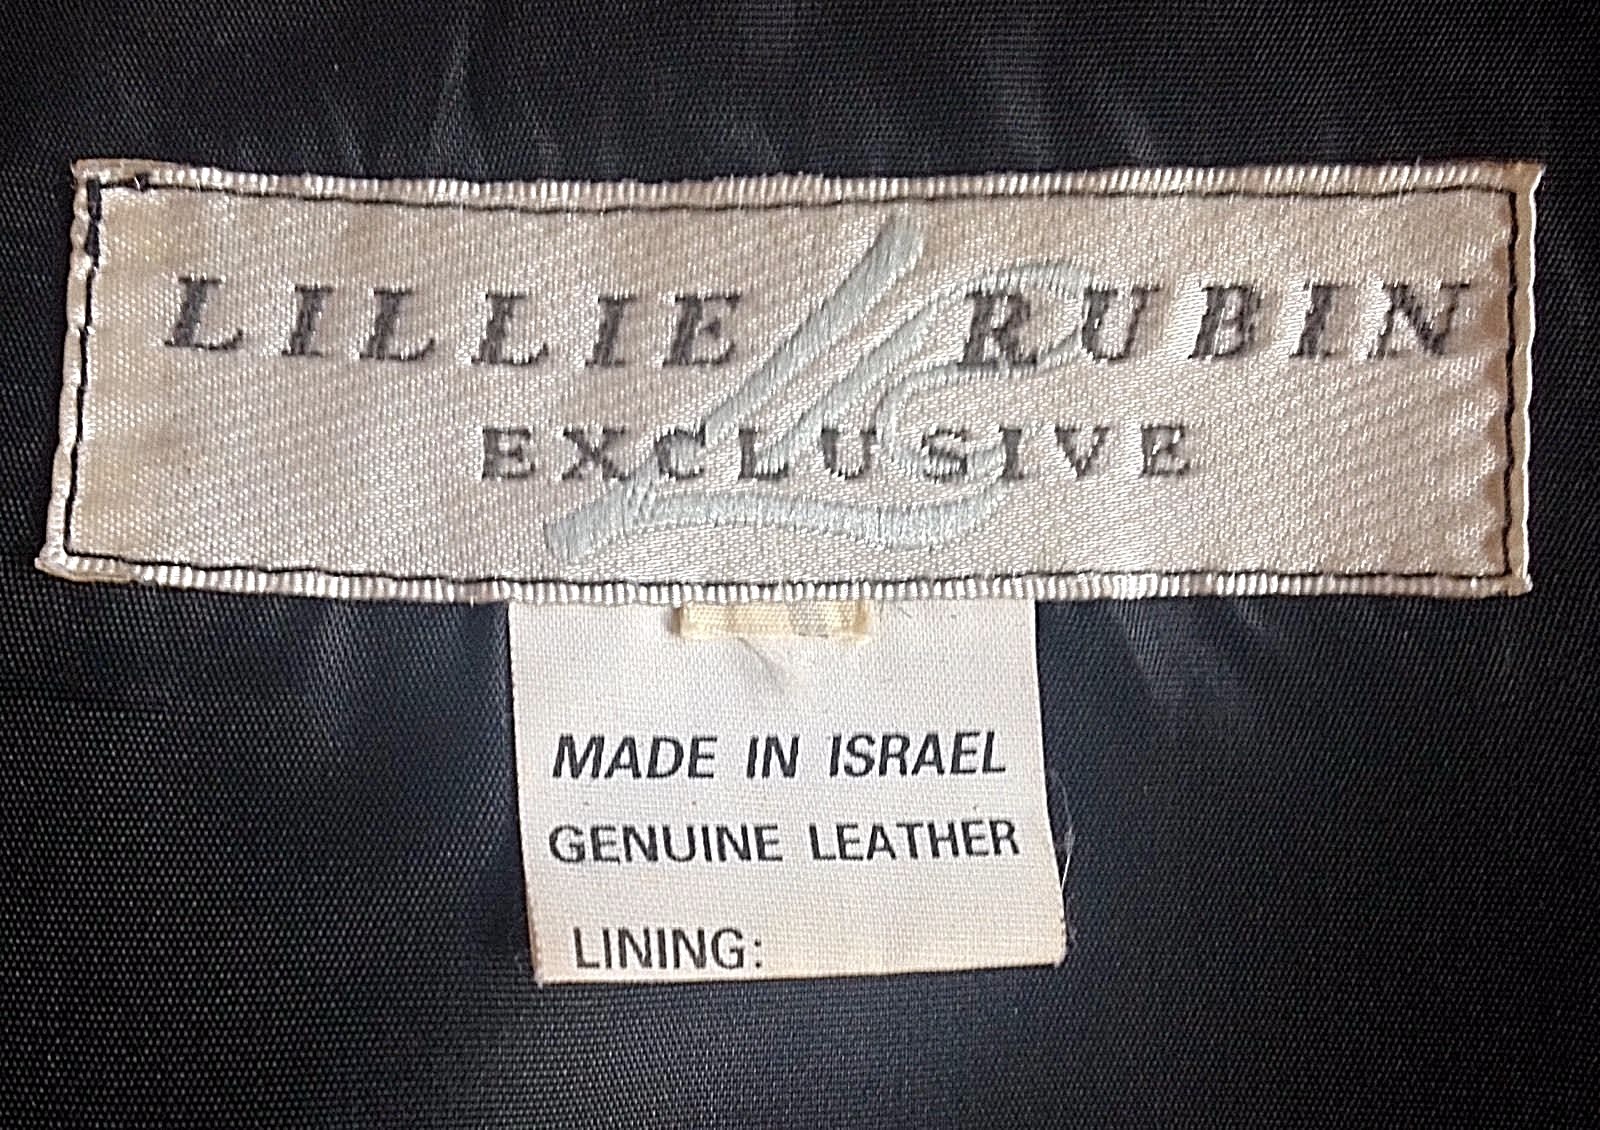 LILLIE RUBIN
EXCLUSIVE
MADE IN ISRAEL
GENUINE LEATHER
LINING: